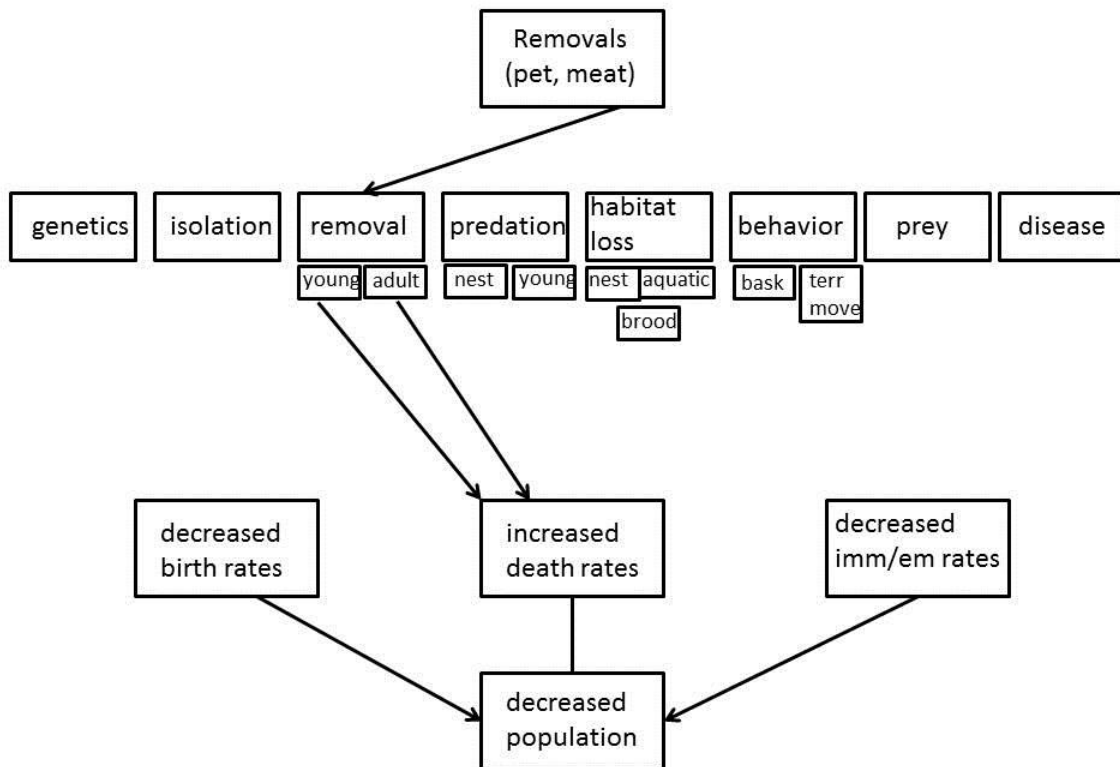 Removals
(pet, meat)
genetics
isolation
removal
predation
habitat
loss
behavior
prey
disease
young
adult
nest
young
nest
aquatic
brood
bask
terr
move
decreased
birth rates
increased
death rates
decreased
imm/em rates
decreased
population